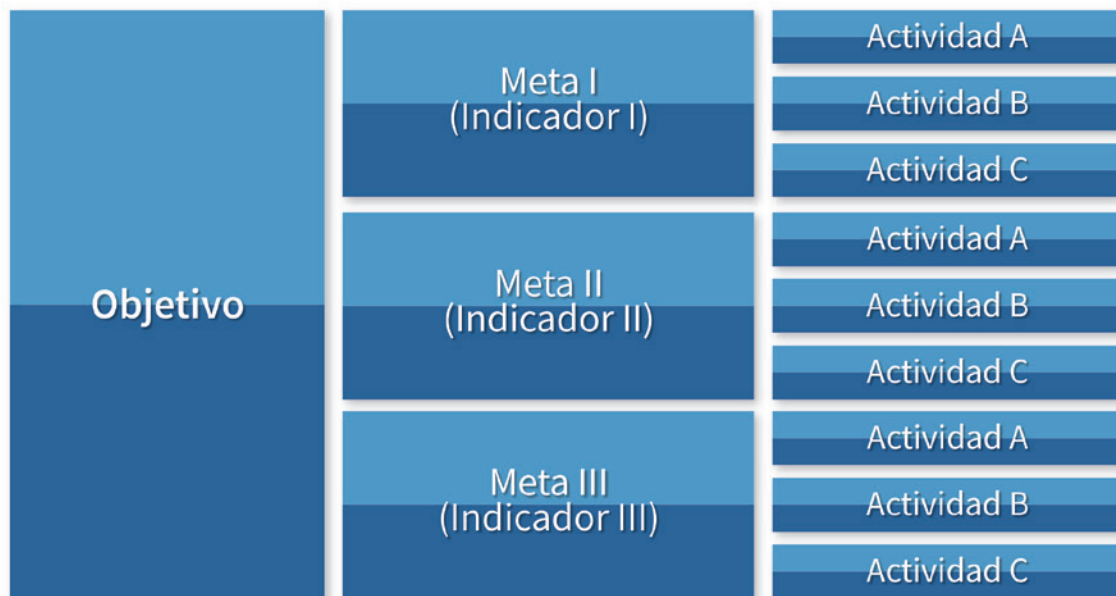 Objetivo
Meta I
(Indicador I)
Actividad A
Actividad B
Actividad C
Meta II
(Indicador II)
Actividad A
Actividad B
Actividad C
Meta III
(Indicador III)
Actividad A
Actividad B
Actividad C